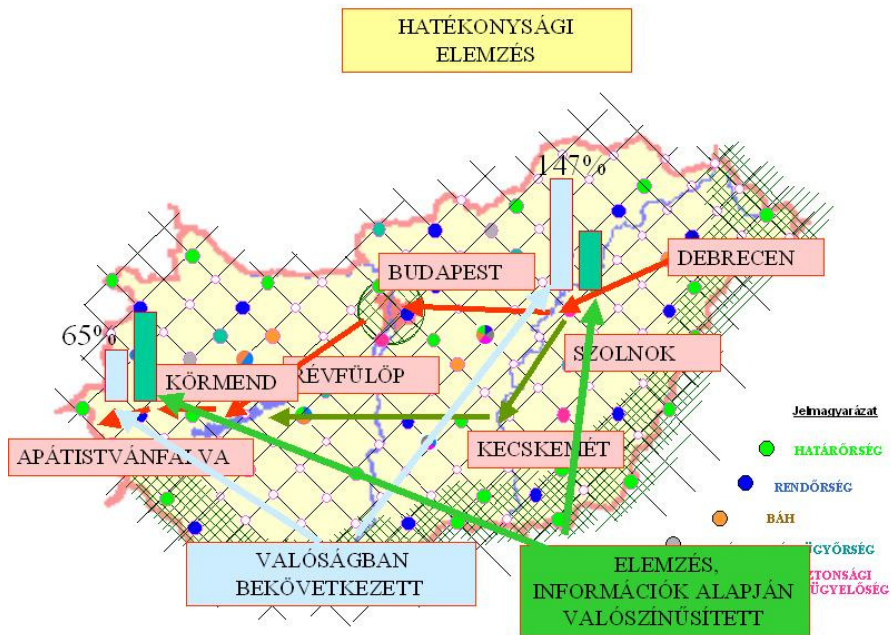 HATÉKONYSÁGI
ELEMZÉS
147%
BUDAPEST
DEBRECEN
65%
SZOLNOK
KÖRMEND
RÉVFÜLÖP
Jelmagyarázat
KECSKEMÉT
APÁTISTVÁNFALVA
HATÁRŐRSÉG
RENDŐRSÉG
BÁH
VALÓSÁGBAN
BEKÖVETKEZETT
ELEMZÉS,
INFORMÁCIÓK ALAPJÁN
VALÓSZÍNŰSÍTETT